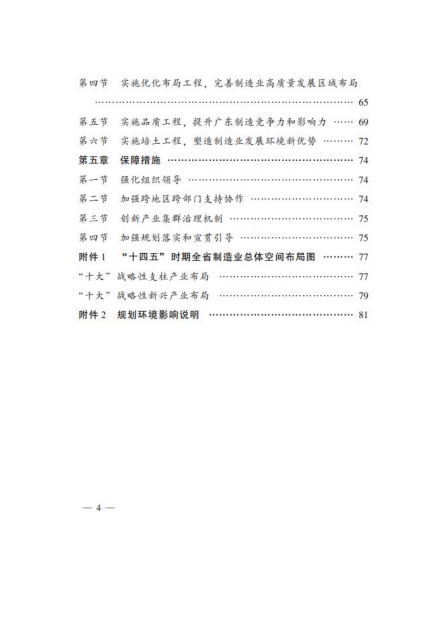 第四节 实施优化布局工程，完善制造业高质量发展区域布局
………………………………………………………………… 65
第五节 实施品质工程，提升广东制造竞争力和影响力 …… 69
第六节 实施培土工程，塑造制造业发展环境新优势 ……… 72
第五章 保障措施 ……………………………………………… 74
第一节 强化组织领导 ………………………………………… 74
第二节 加强跨地区跨部门支持协作 ………………………… 74
第三节 创新产业集群治理机制 ……………………………… 75
第四节 加强规划落实和宣贯引导 …………………………… 75
附件 1 “十四五”时期全省制造业总体空间布局图 ……… 77
“十大”战略性支柱产业布局 ………………………………… 77
“十大”战略性新兴产业布局 ………………………………… 79
附件 2 规划环境影响说明 …………………………………… 81
— 4 —